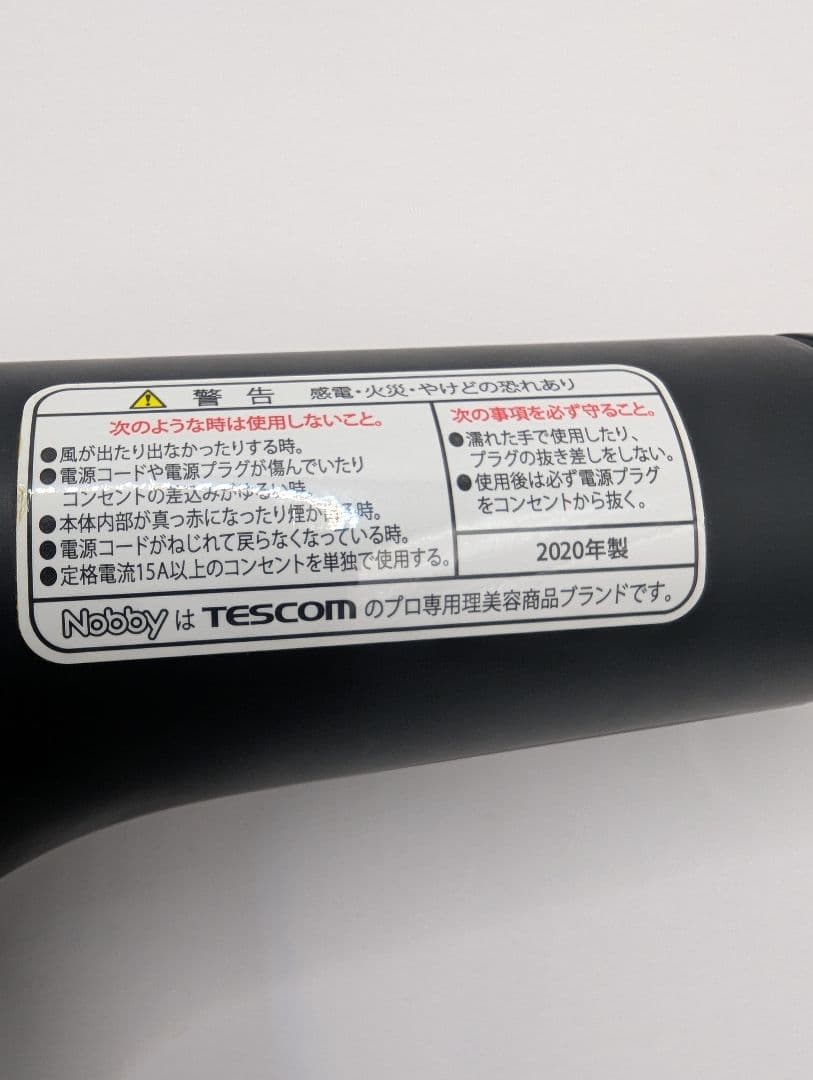 警告 感電・火災・やけどの恐れあり
次のような時は使用しないこと。
●風が出たり出なかったりする時。
●電源コードや電源プラグが傷んでいたり
コンセントの差込みがゆるい時。
●本体内部が真っ赤になったり煙が出る時。
●電源コードがねじれて戻らなくなっている時。
●定格電流15A以上のコンセントを単独で使用する。
次の事項を必ず守ること。
●濡れた手で使用したり、
プラグの抜き差しをしない。
●使用後は必ず電源プラグ
をコンセントから抜く。
2020年製
Nobby は TESCOM のプロ専用理美容商品ブランドです。